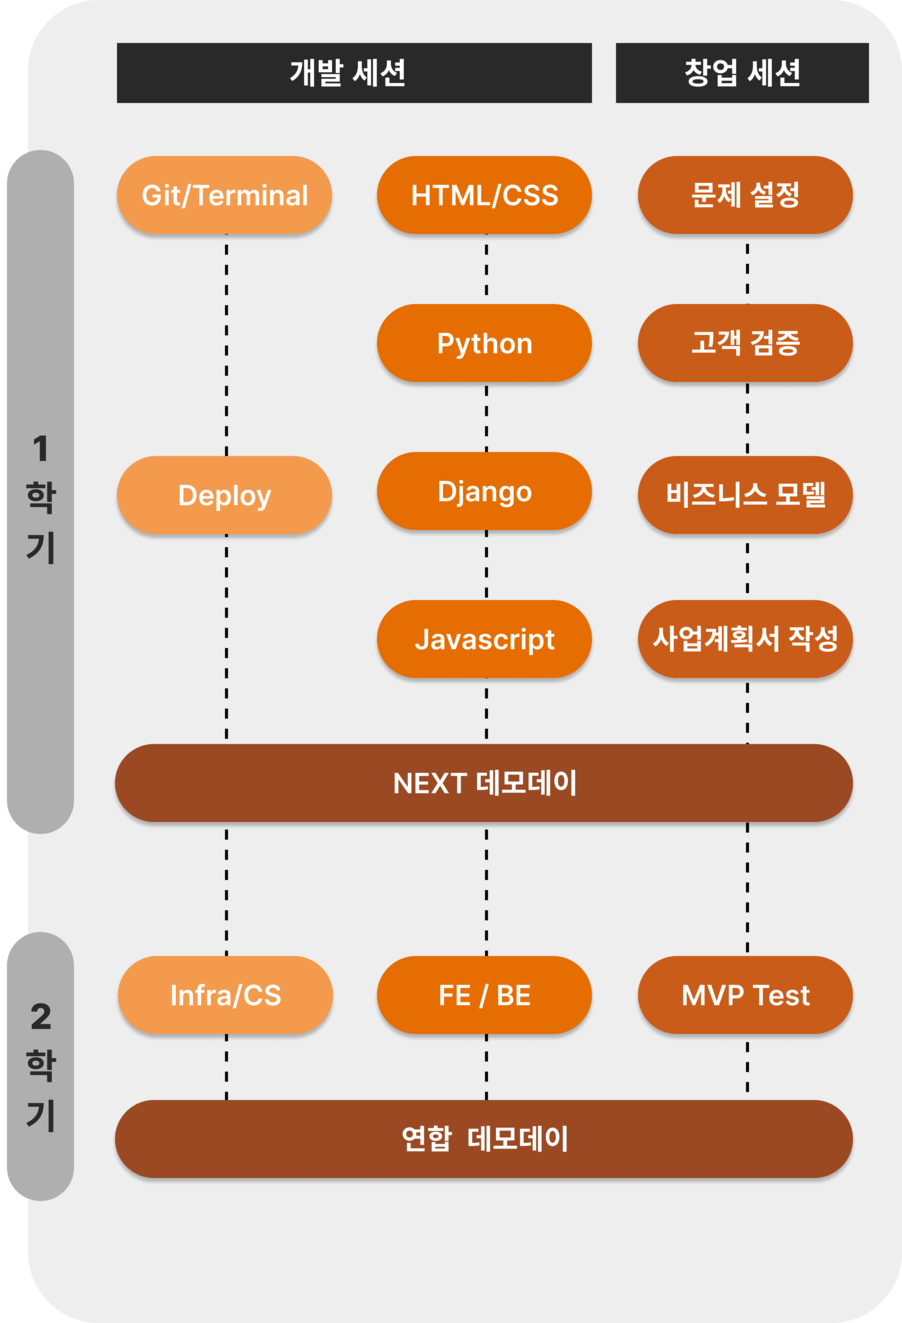 개발 세션
창업 세션
1
학
기
Git/Terminal
HTML/CSS
문제 설정
Python
고객 검증
Deploy
Django
비즈니스 모델
Javascript
사업계획서 작성
NEXT 데모데이
2
학
기
Infra/CS
FE / BE
MVP Test
연합 데모데이